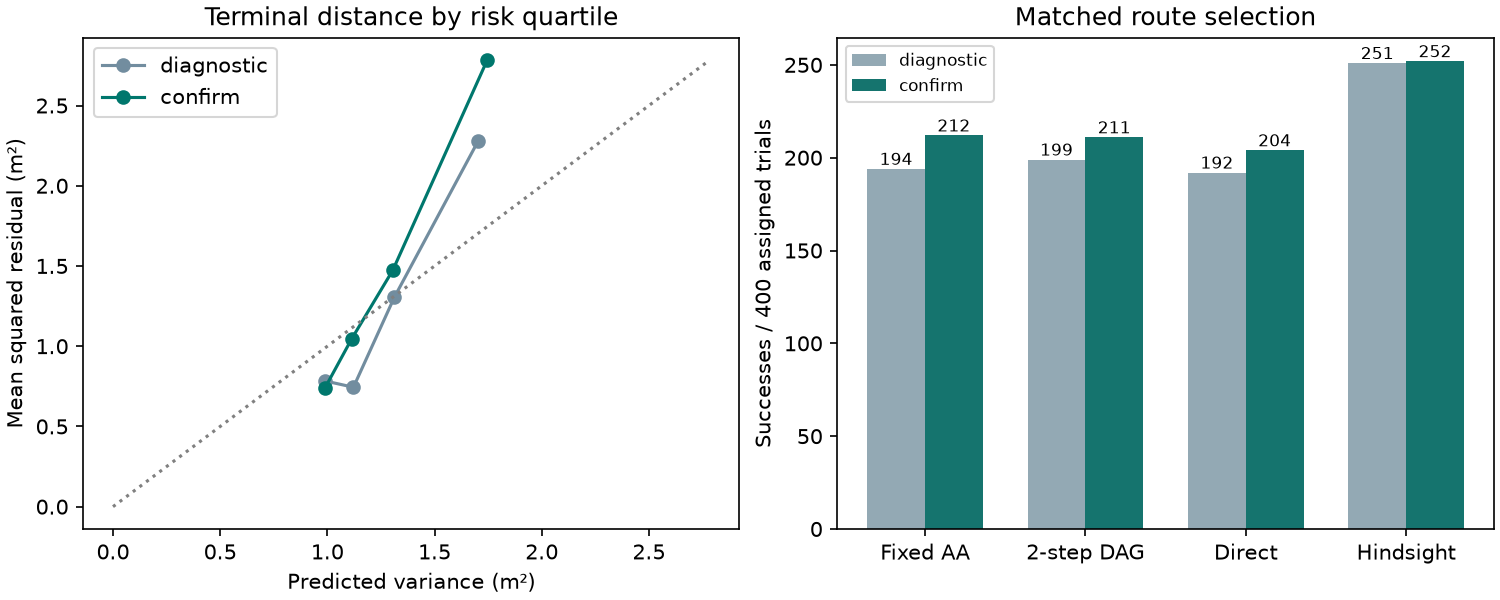 Terminal distance by risk quartile
diagnostic
confirm
Mean squared residual (m²)
2.5
2.0
1.5
1.0
0.5
0.0
0.0 0.5 1.0 1.5 2.0 2.5
Predicted variance (m²)
Matched route selection
diagnostic
confirm
Successes / 400 assigned trials
250
200
150
100
50
0
194 212 199 211 192 204 251 252
Fixed AA 2-step DAG Direct Hindsight